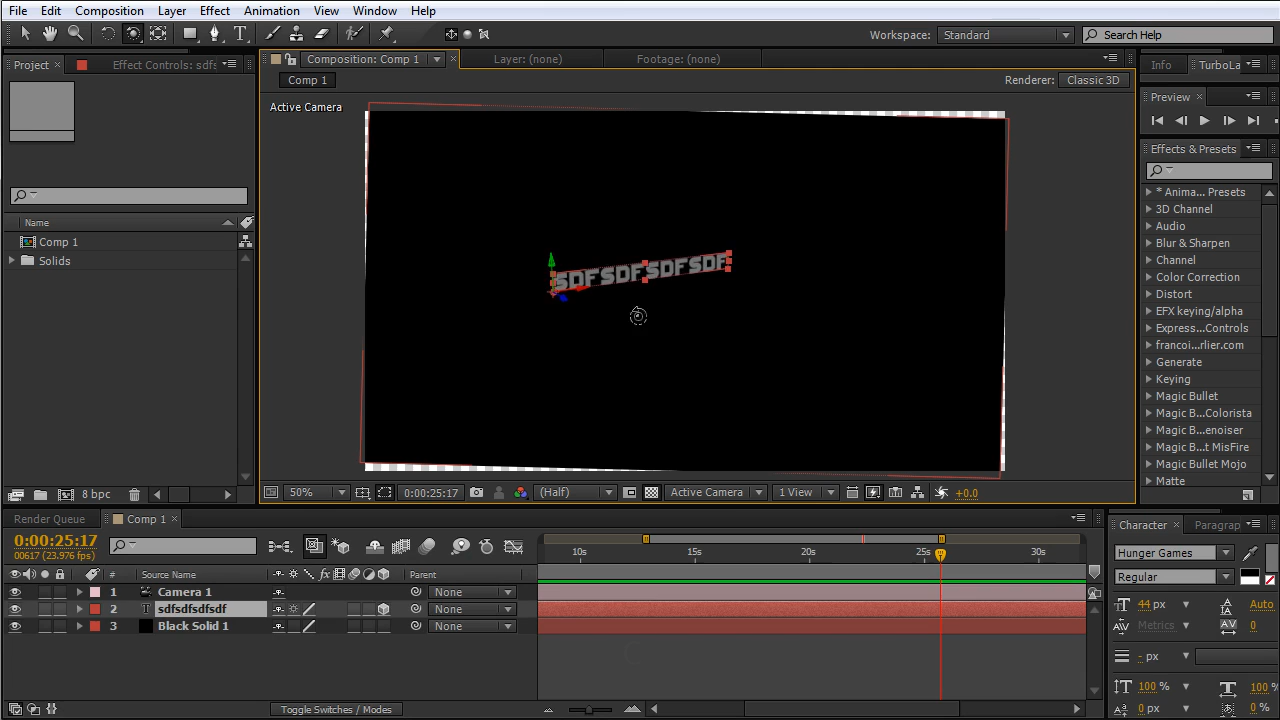 File Edit Composition Layer Effect Animation View Window Help
Workspace: Standard Search Help
Project Effect Controls: sdfs Composition: Comp 1 Layer: (none) Footage: (none) Info TurboLa
Comp 1 Renderer: Classic 3D
Active Camera
Preview
Effects & Presets
* Anima... Presets
3D Channel
Audio
Blur & Sharpen
Channel
Color Correction
Distort
EFX keying/alpha
Express...Controls
francoi...rlier.com
Generate
Keying
Magic Bullet
Magic B...Colorista
Magic B...enoiser
Magic B...t MisFire
Magic Bullet Mojo
Matte
Name
Comp 1
Solids
SDFSDFSDFSDF
8 bpc
50% 0:00:25:17 (Half) Active Camera 1 View +0.0
Render Queue Comp 1
0:00:25:17
00617 (23.976 fps)
10s 15s 20s 25s 30s
# Source Name Parent
1 Camera 1 None
2 sdfsdfsdfsdf None
3 Black Solid 1 None
Toggle Switches / Modes
Character Paragrap
Hunger Games
Regular
44 px Auto
Metrics 0
- px
100 % 100 %
0 px 0 %